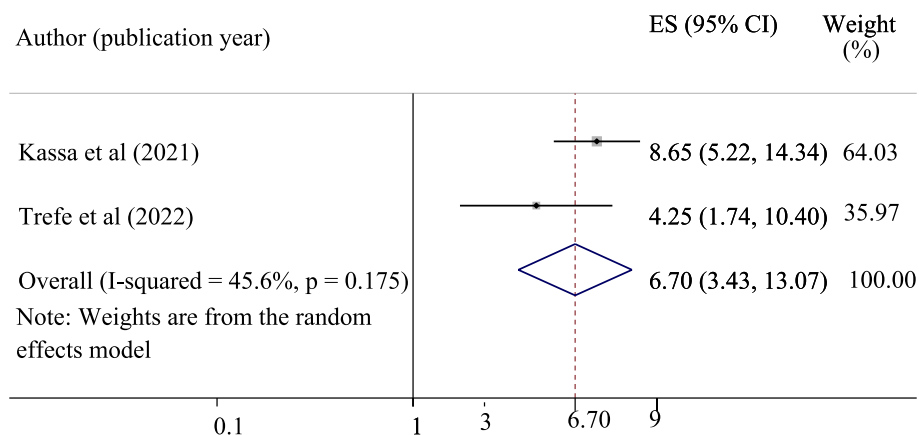 Author (publication year) ES (95% CI) Weight
(%)
Kassa et al (2021) 8.65 (5.22, 14.34) 64.03
Trefe et al (2022) 4.25 (1.74, 10.40) 35.97
Overall (I-squared = 45.6%, p = 0.175) 6.70 (3.43, 13.07) 100.00
Note: Weights are from the random
effects model
0.1 1 3 6.70 9